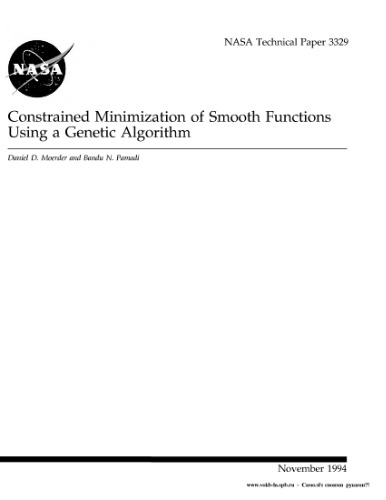 NASA Technical Paper 3329
NASA
Constrained Minimization of Smooth Functions
Using a Genetic Algorithm
Daniel D. Moerder and Bandu N. Pamadi
November 1994
www.vokb-la.spb.ru - Самолёт своими руками?!